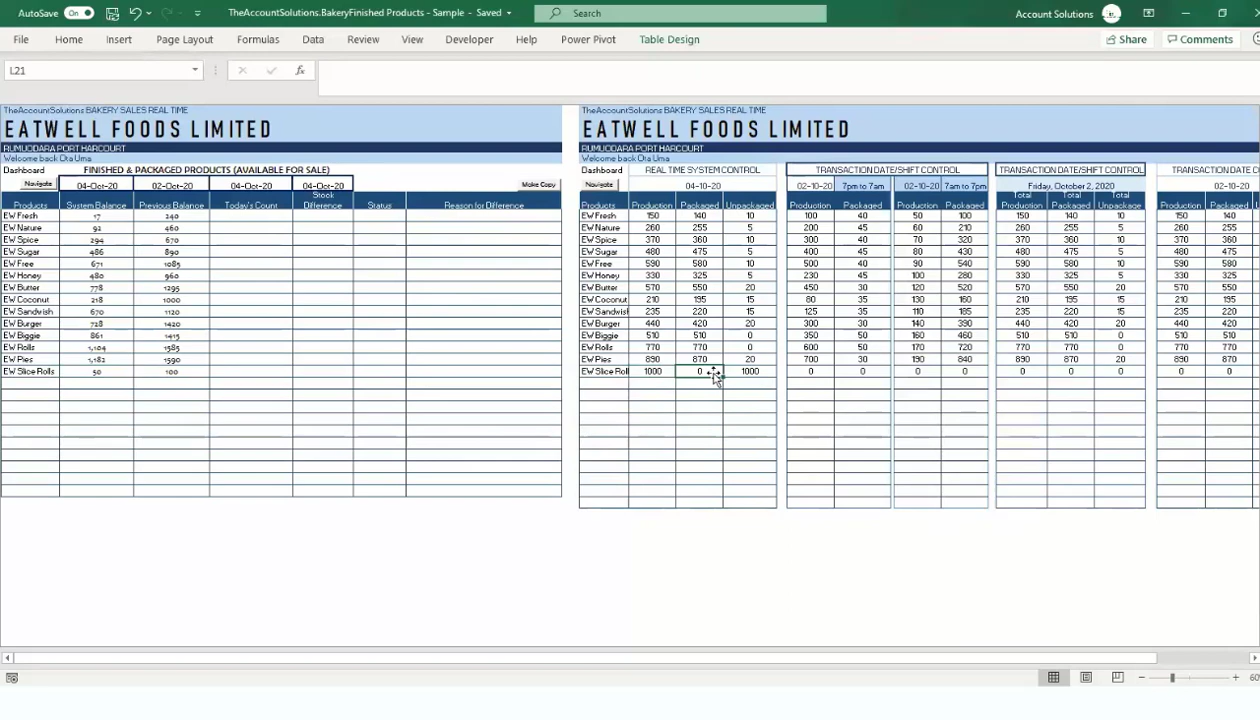 AutoSave On TheAccountSolutions.BakeryFinished Products - Sample - Saved Search Account Solutions
File Home Insert Page Layout Formulas Data Review View Developer Help Power Pivot Table Design Share Comments
L21 fx
TheAccountSolutions BAKERY SALES REAL TIME
EATWELL FOODS LIMITED
RUMUODARA PORT HARCOURT
Welcome back Ota Uma
Dashboard FINISHED & PACKAGED PRODUCTS (AVAILABLE FOR SALE)
Navigate 04-Oct-20 02-Oct-20 04-Oct-20 04-Oct-20 Make Copy
Products System Balance Previous Balance Today's Count Stock Difference Status Reason for Difference
EW Fresh 17 240
EW Nature 92 460
EW Spice 294 670
EW Sugar 486 890
EW Free 671 1085
EW Honey 480 960
EW Butter 778 1295
EW Coconut 218 1000
EW Sandwish 670 1120
EW Burger 728 1420
EW Biggie 861 1415
EW Rolls 1,104 1585
EW Pies 1,182 1590
EW Slice Rolls 50 100
TheAccountSolutions BAKERY SALES REAL TIME
EATWELL FOODS LIMITED
RUMUODARA PORT HARCOURT
Welcome back Ota Uma
Dashboard REAL TIME SYSTEM CONTROL TRANSACTION DATE/SHIFT CONTROL TRANSACTION DATE/SHIFT CONTROL TRANSACTION DATE C
Navigate 04-10-20 02-10-20 7pm to 7am 02-10-20 7am to 7pm Friday, October 2, 2020 02-10-20
Products Production Packaged Unpackaged Production Packaged Production Packaged Total Production Total Packaged Total Unpackage Production Packaged
EW Fresh 150 140 10 100 40 50 100 150 140 10 150 140
EW Nature 260 255 5 200 45 60 210 260 255 5 260 255
EW Spice 370 360 10 300 40 70 320 370 360 10 370 360
EW Sugar 480 475 5 400 45 80 430 480 475 5 480 475
EW Free 590 580 10 500 40 90 540 590 580 10 590 580
EW Honey 330 325 5 230 45 100 280 330 325 5 330 325
EW Butter 570 550 20 450 30 120 520 570 550 20 570 550
EW Coconut 210 195 15 80 35 130 160 210 195 15 210 195
EW Sandwish 235 220 15 125 35 110 185 235 220 15 235 220
EW Burger 440 420 20 300 30 140 390 440 420 20 440 420
EW Biggie 510 510 0 350 50 160 460 510 510 0 510 510
EW Rolls 770 770 0 600 50 170 720 770 770 0 770 770
EW Pies 890 870 20 700 30 190 840 890 870 20 890 870
EW Slice Roll 1000 0 1000 0 0 0 0 0 0 0 0 0
60